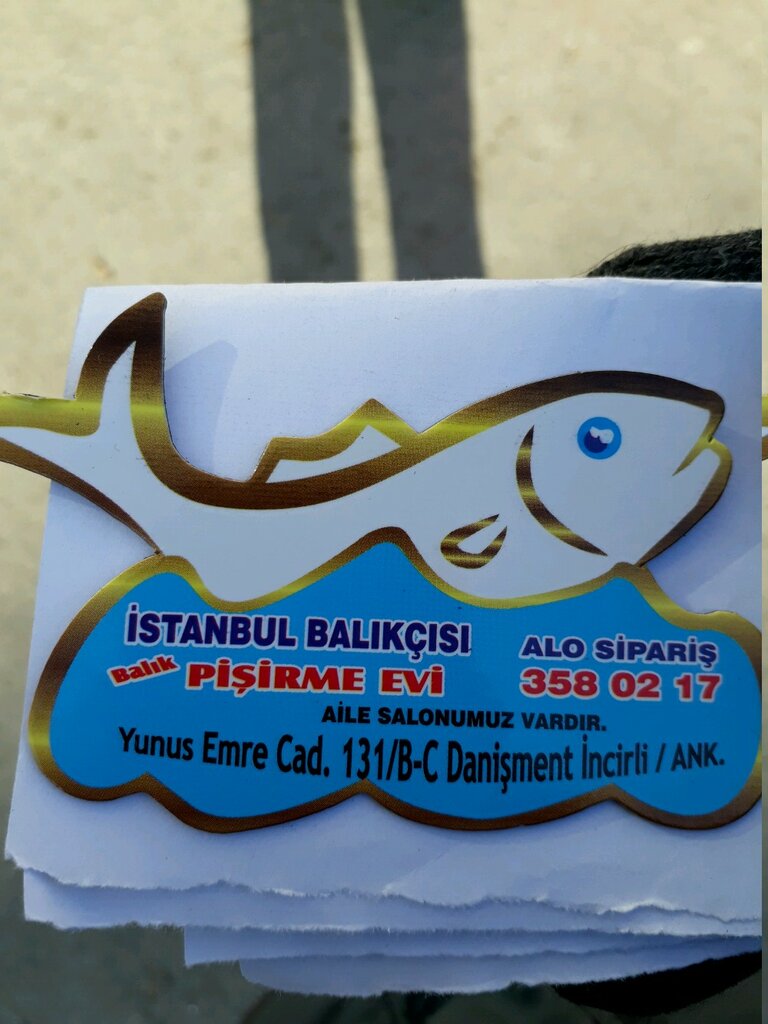 İSTANBUL BALIKÇISI
Balık PİŞİRME EVİ
ALO SİPARİŞ
358 02 17
AİLE SALONUMUZ VARDIR.
Yunus Emre Cad. 131/B-C Danişment İncirli / ANK.